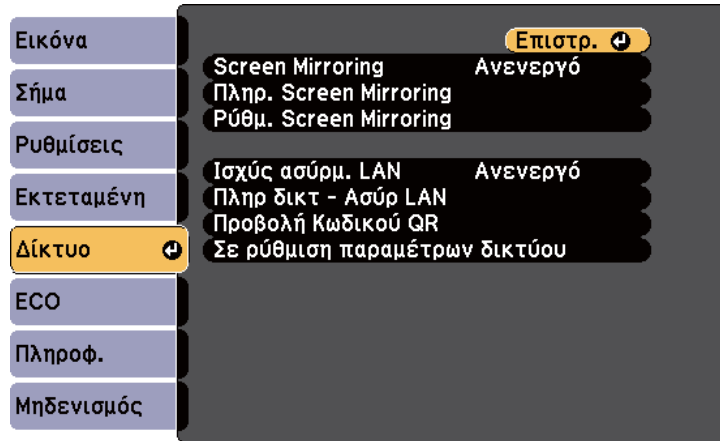 Εικόνα
Σήμα
Ρυθμίσεις
Εκτεταμένη
Δίκτυο
ECO
Πληροφ.
Μηδενισμός
Επιστρ.
Screen Mirroring Ανενεργό
Πληρ. Screen Mirroring
Ρύθμ. Screen Mirroring
Ισχύς ασύρμ. LAN Ανενεργό
Πληρ δικτ - Ασύρ LAN
Προβολή Κωδικού QR
Σε ρύθμιση παραμέτρων δικτύου